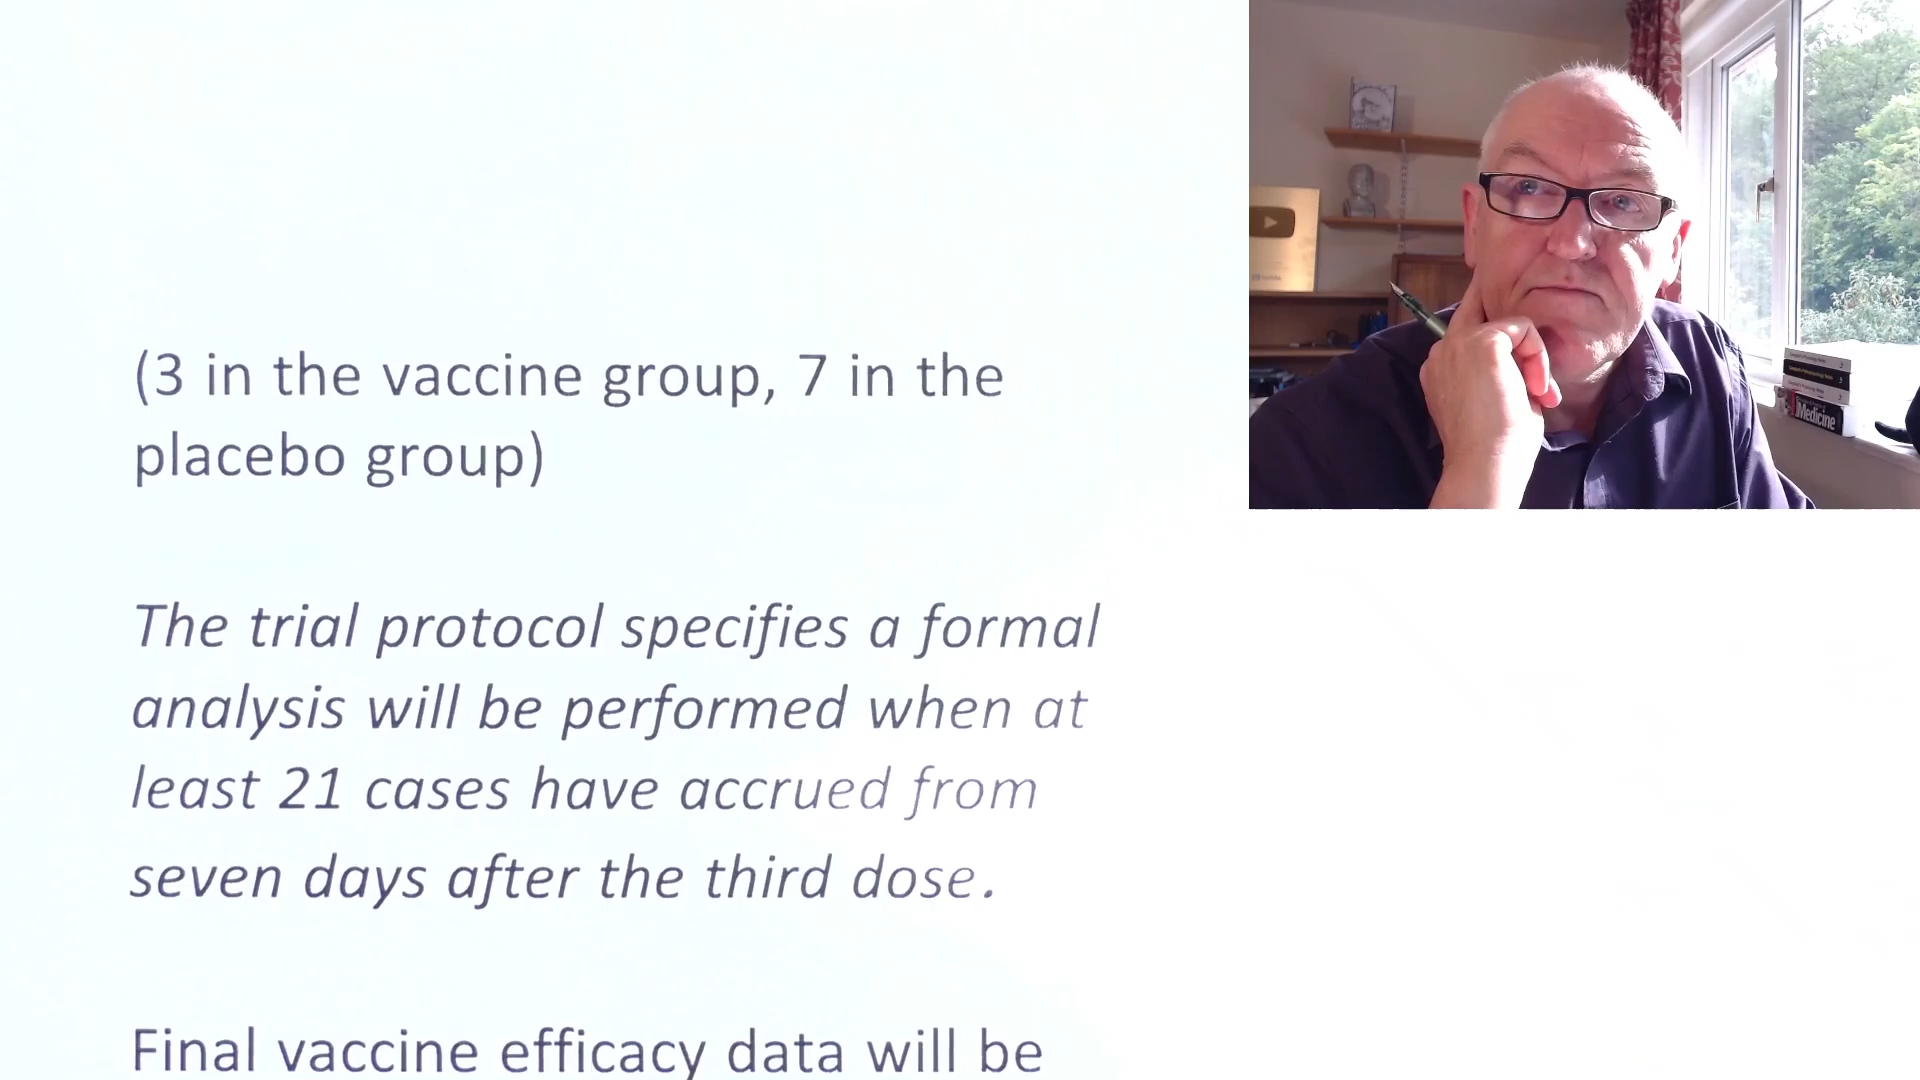 (3 in the vaccine group, 7 in the
placebo group)
The trial protocol specifies a formal
analysis will be performed when at
least 21 cases have accrued from
seven days after the third dose.
Final vaccine efficacy data will be
Medicine